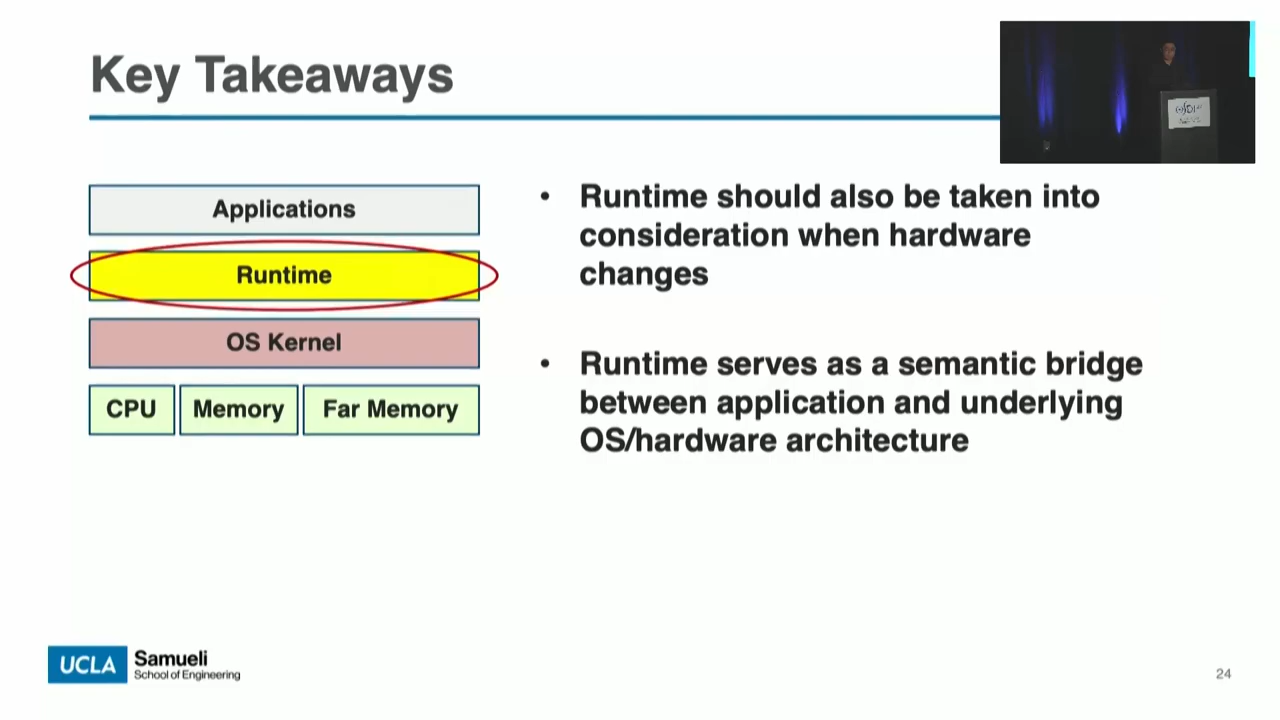 Key Takeaways
Applications
Runtime
OS Kernel
CPU
Memory
Far Memory
• Runtime should also be taken into
consideration when hardware
changes
• Runtime serves as a semantic bridge
between application and underlying
OS/hardware architecture
UCLA
Samueli
School of Engineering
24